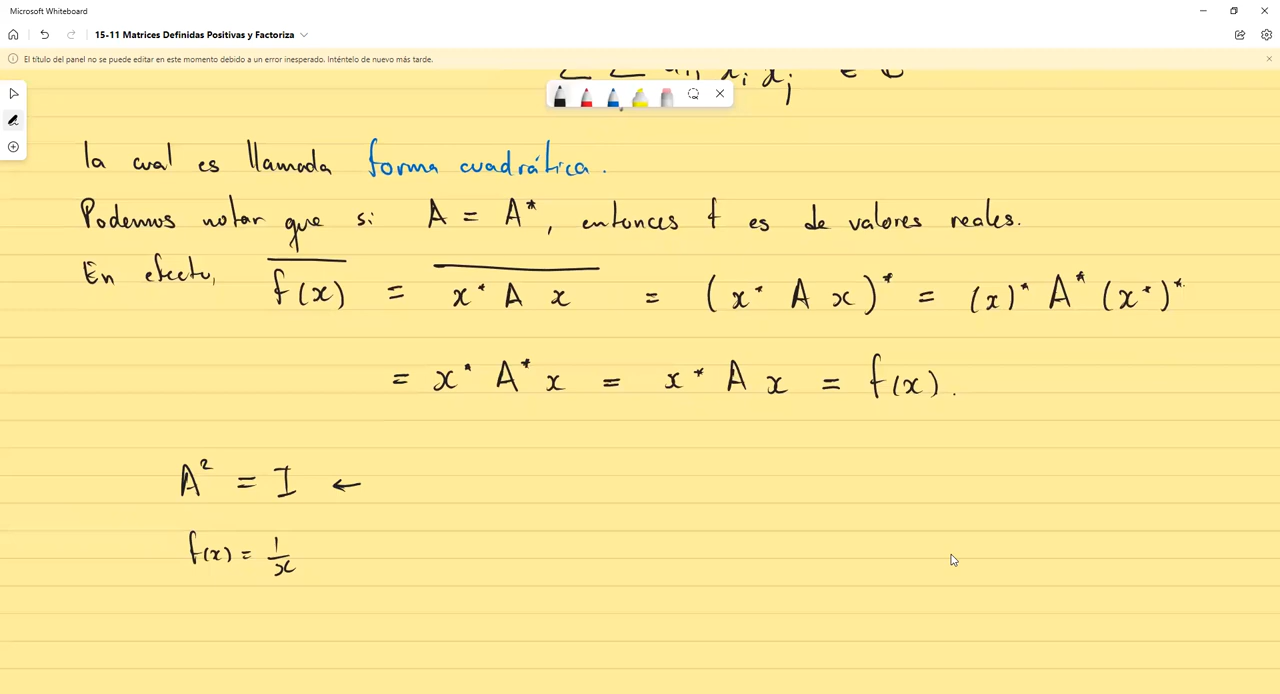 Microsoft Whiteboard
15-11 Matrices Definidas Positivas y Factoriza
El título del panel no se puede editar en este momento debido a un error inesperado. Inténtelo de nuevo más tarde.
la cual es llamada forma cuadrática.
Podemos notar que si A = A*, entonces f es de valores reales.
En efecto, \overline{f(x)} = \overline{x* A x} = (x* A x)* = (x)* A* (x*)*
= x* A* x = x* A x = f(x).
A² = I ←
f(x) = 1/x